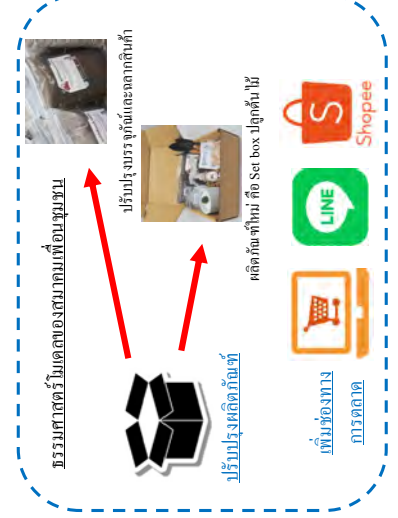 ธรรมศาสตร์โมเดลของสมาคมเพื่อนชุมชน
ปรับปรุงบรรจุภัณฑ์และฉลากสินค้า
ปรับปรุงผลิตภัณฑ์
ผลิตภัณฑ์ใหม่ คือ Set box ปลูกต้นไม้
เพิ่มช่องทาง
การตลาด
LINE
S
Shopee